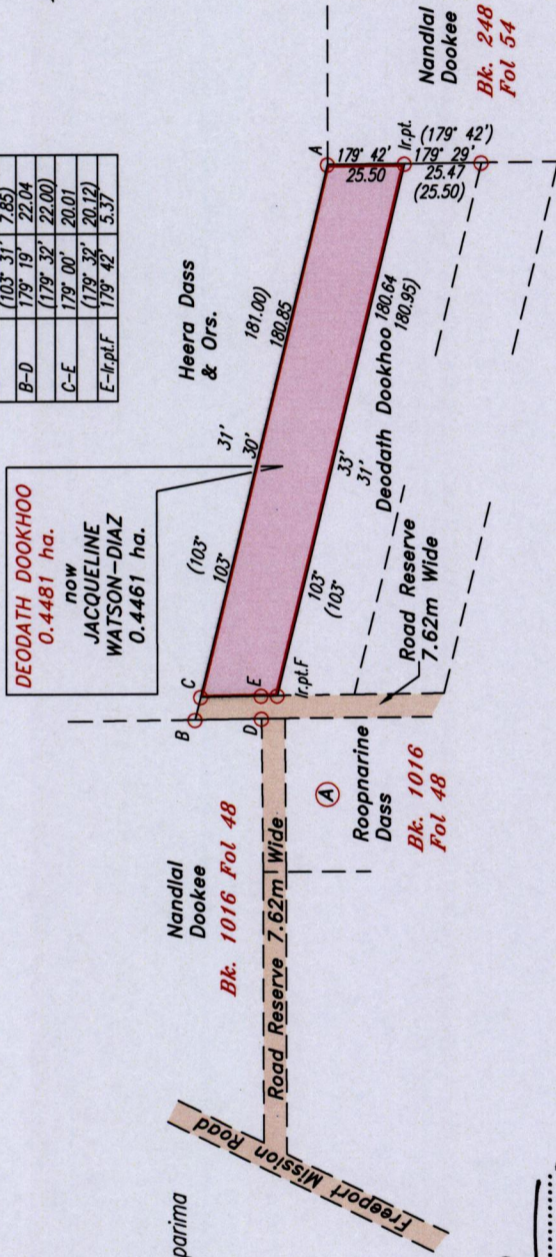 (103° 31' 7.85)
B-D 179° 19' 22.04
(179° 32' 22.00)
C-E 179° 00' 20.01
(179° 32' 20.12)
E-Ir.pt.F 179° 42' 5.37
DEODATH DOOKHOO
0.4481 ha.
now
JACQUELINE
WATSON-DIAZ
0.4461 ha.
Heera Dass
& Ors.
(103° 31' 181.00)
103° 30' 180.85
A
179° 42'
25.50
Ir.pt.
(179° 42')
179° 29'
25.47
(25.50)
Nandlal
Dookee
Bk. 248
Fol 54
103° 33' 180.64
(103° 31' 180.95)
Deodath Dookhoo
B
C
D
E
Ir.pt.F
Road Reserve
7.62m Wide
Nandlal
Dookee
Bk. 1016 Fol 48
Road Reserve 7.62m Wide
A
Roopnarine
Dass
Bk. 1016
Fol 48
Freeport Mission Road
parima